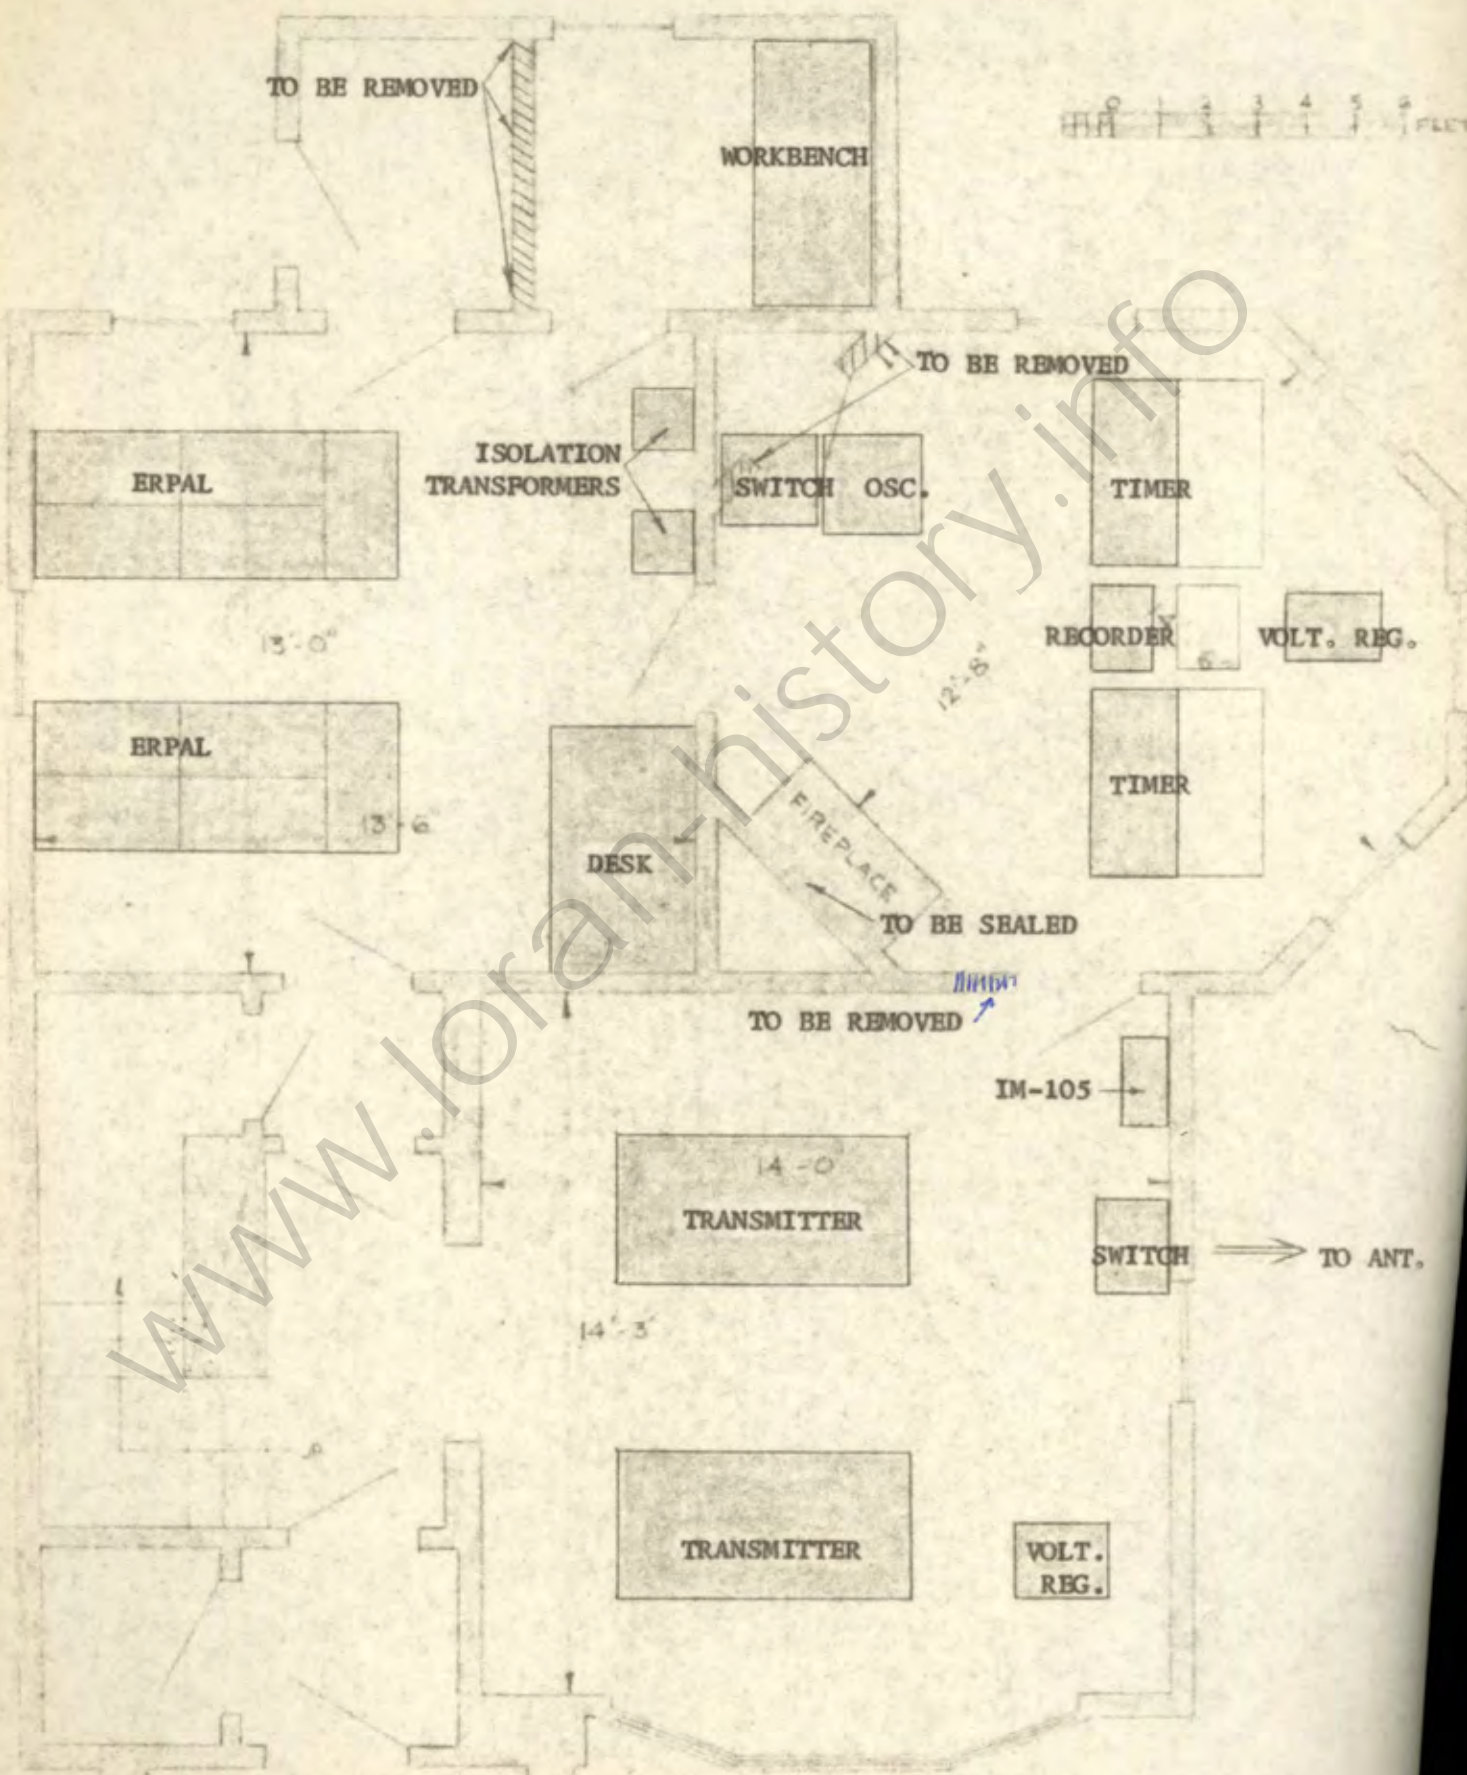 TO BE REMOVED
0 1 2 3 4 5 6 FEET
WORKBENCH
TO BE REMOVED
ISOLATION
TRANSFORMERS
ERPAL
SWITCH OSC.
TIMER
13'-0"
RECORDER
VOLT. REG.
12'-8"
ERPAL
TIMER
13'-6
FIREPLACE
DESK
TO BE SEALED
TO BE REMOVED
IM-105
14'-0
TRANSMITTER
SWITCH
TO ANT.
14'-3
TRANSMITTER
VOLT.
REG.
www.loran-history.info